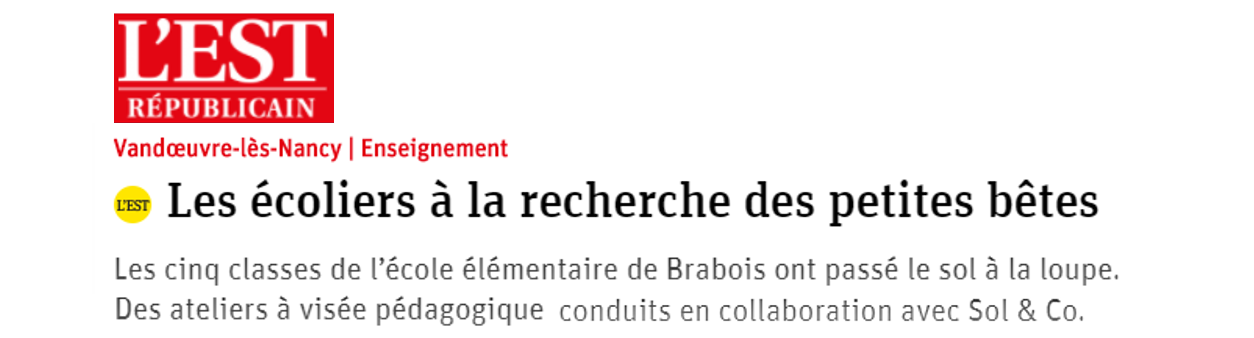 L'EST
RÉPUBLICAIN
Vandœuvre-lès-Nancy | Enseignement
L'EST Les écoliers à la recherche des petites bêtes
Les cinq classes de l'école élémentaire de Brabois ont passé le sol à la loupe.
Des ateliers à visée pédagogique conduits en collaboration avec Sol & Co.